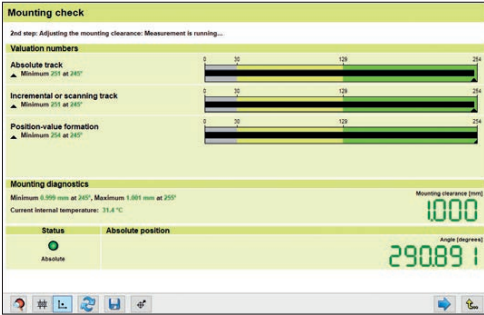 Mounting check
2nd step: Adjusting the mounting clearance: Measurement is running...
Valuation numbers
Absolute track
Minimum 251 at 245°
0 30 129 254
Incremental or scanning track
Minimum 251 at 245°
0 30 129 254
Position-value formation
Minimum 254 at 245°
0 30 129 254
Mounting diagnostics
Minimum 0.999 mm at 245°, Maximum 1.001 mm at 255°
Mounting clearance [mm]
1.000
Current internal temperature: 31.4 °C
Status Absolute position
Angle [degrees]
290.891
Absolute